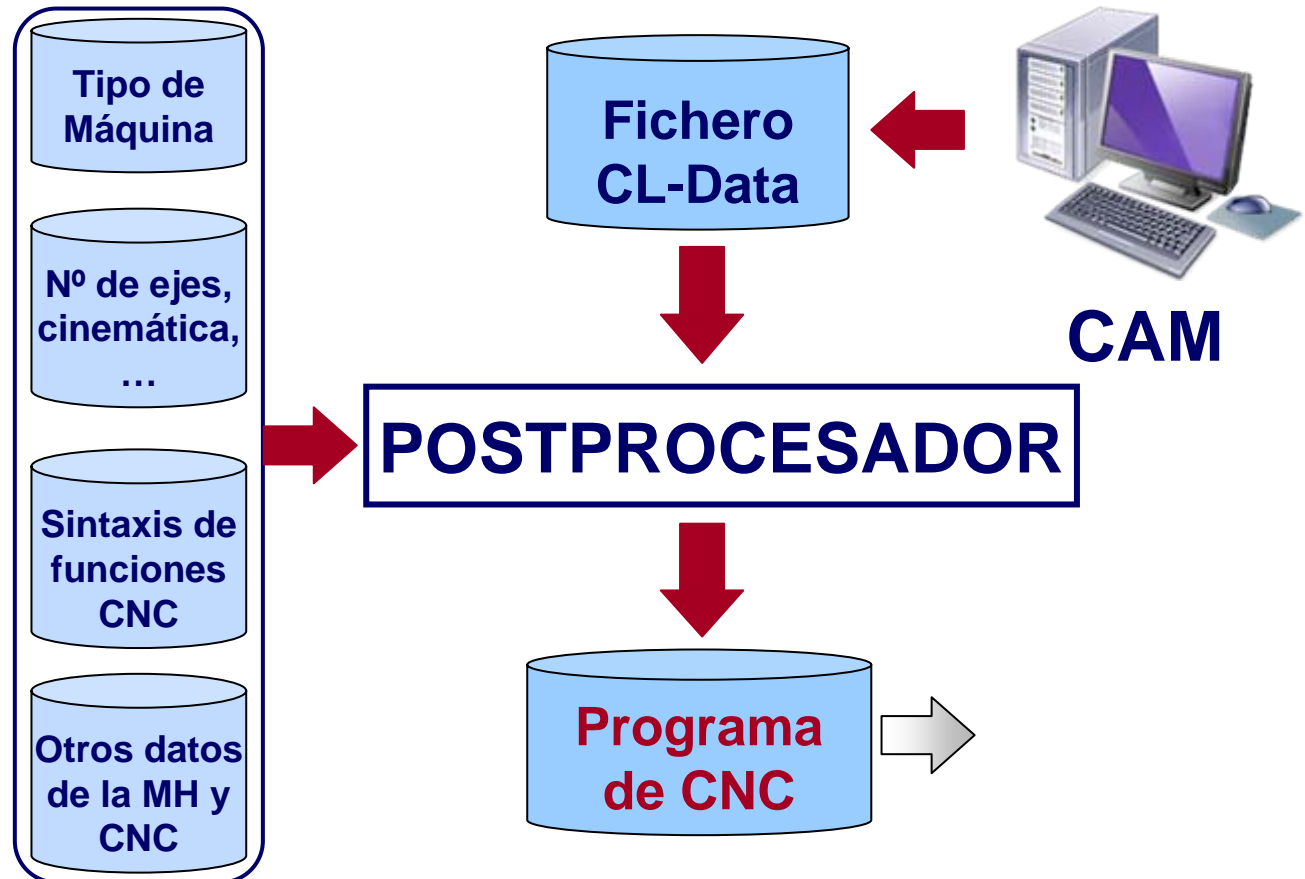 Tipo de
Máquina
Nº de ejes,
cinemática,
…
Sintaxis de
funciones
CNC
Otros datos
de la MH y
CNC
Fichero
CL-Data
CAM
POSTPROCESADOR
Programa
de CNC